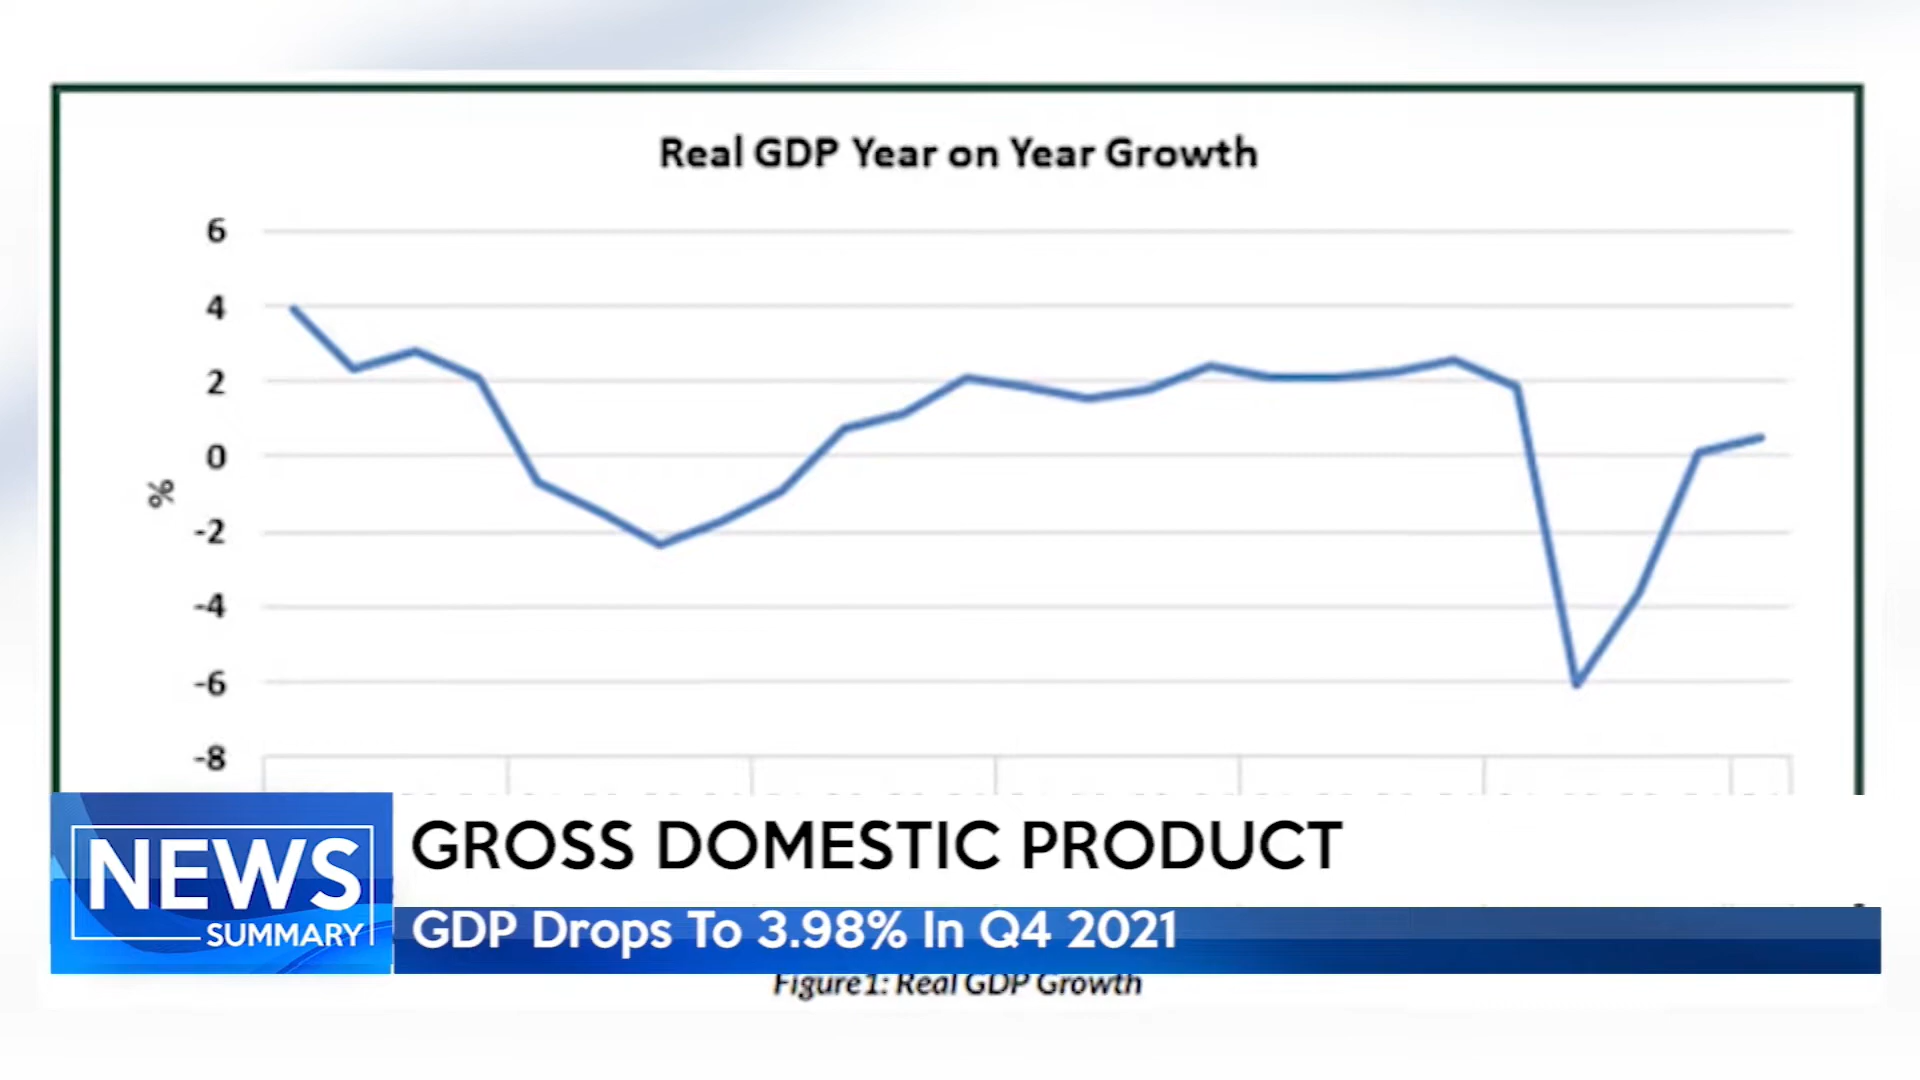 Real GDP Year on Year Growth
6
4
2
0
%
-2
-4
-6
-8
NEWS
SUMMARY
GROSS DOMESTIC PRODUCT
GDP Drops To 3.98% In Q4 2021
Figure1: Real GDP Growth